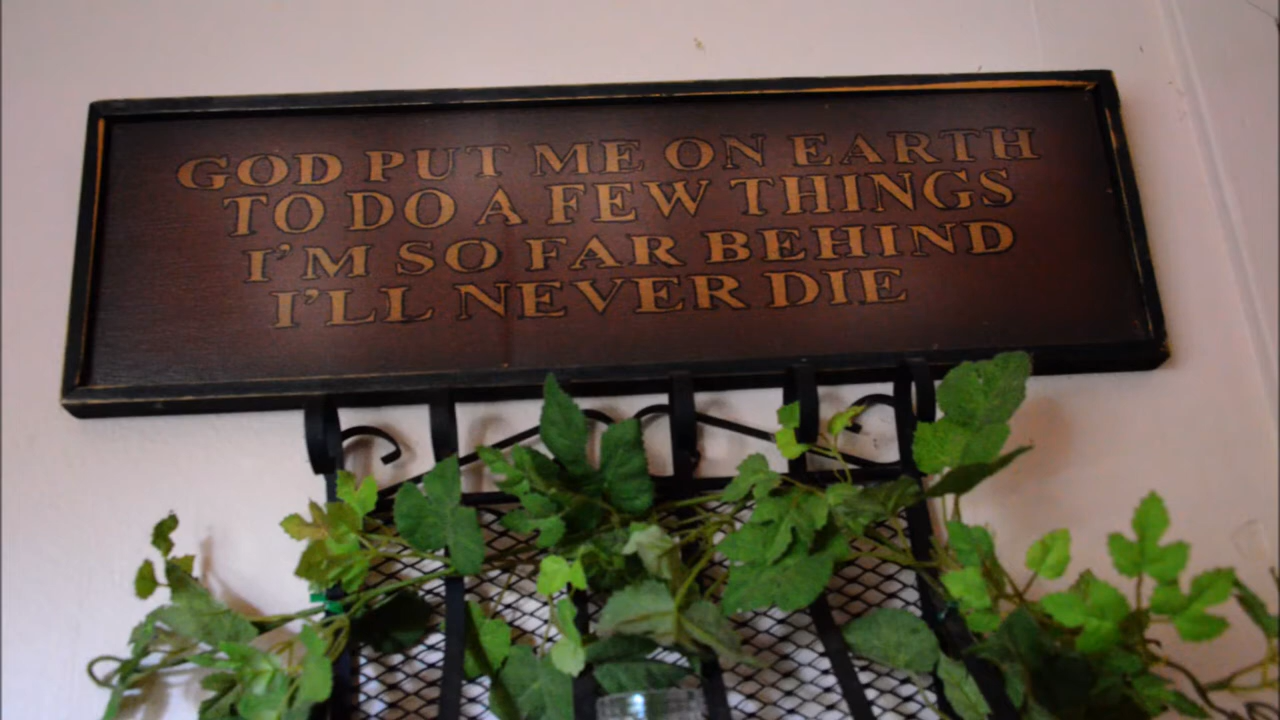 GOD PUT ME ON EARTH
TO DO A FEW THINGS
I'M SO FAR BEHIND
I'LL NEVER DIE